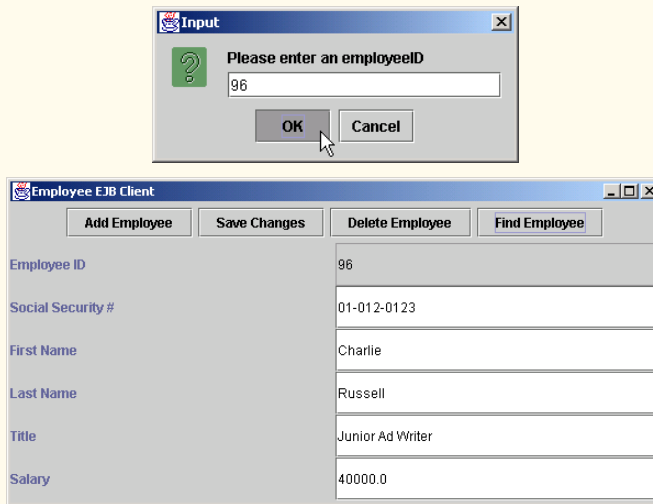 Input
Please enter an employeeID
96
OK Cancel
Employee EJB Client
Add Employee Save Changes Delete Employee Find Employee
Employee ID 96
Social Security # 01-012-0123
First Name Charlie
Last Name Russell
Title Junior Ad Writer
Salary 40000.0